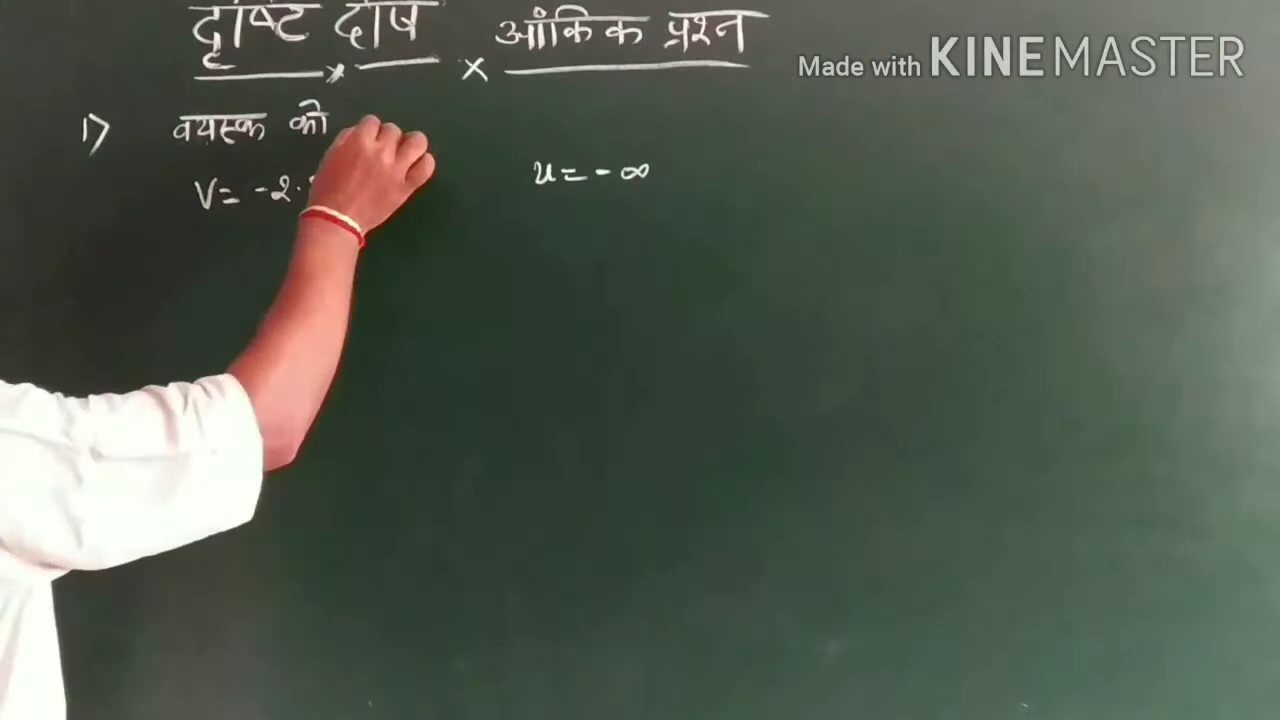 दृष्टि दोष × आंकिक प्रश्न
Made with KINEMASTER
1) वयस्क को
V = -2.
u = - ∞